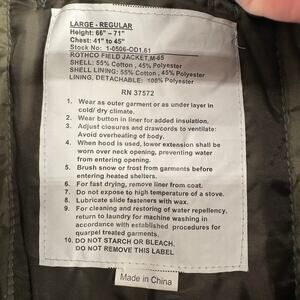 LARGE - REGULAR
Height: 66" - 71"
Chest: 41" to 45"
Stock No: 1-0506-OD1.61
ROTHCO FIELD JACKET,M-65
SHELL: 55% Cotton , 45% Polyester
SHELL LINING: 55% Cotton , 45% Polyester
LINING, DETACHABLE: 100% Polyester
RN 37572
1. Wear as outer garment or as under layer in
cold/ dry climate.
2. Wear button in liner for added insulation.
3. Adjust closures and drawcords to ventilate:
Avoid overheating of body.
4. When hood is used, lower extension shall be
worn over neck opening, preventing water
from entering opening.
5. Brush snow or frost from garments before
entering heated shelters.
6. For fast drying, remove liner from coat.
7. Do not expose to high temperature of a stove.
8. Lubricate slide fasteners with wax.
9. For cleaning and restoring of water repellency,
return to laundry for machine washing in
accordance with established procedures for
quarpel treated garments.
10. DO NOT STARCH OR BLEACH.
DO NOT REMOVE THIS LABEL
Made in China